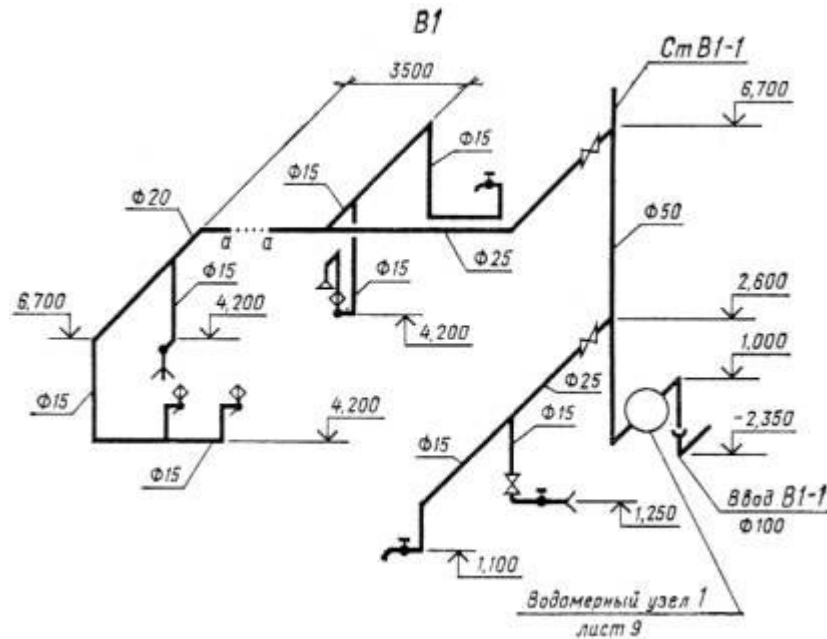 В1
Ст В1-1
3500
6,700
Ф15
Ф15
Ф20
Ф50
а а
Ф15
Ф25
Ф15
6,700
4,200
2,600
4,200
1,000
Ф25
Ф15
Ф15
4,200
-2,350
Ф15
Ф15
Ввод В1-1
1,250
Ф100
1,100
Водомерный узел 1
лист 9